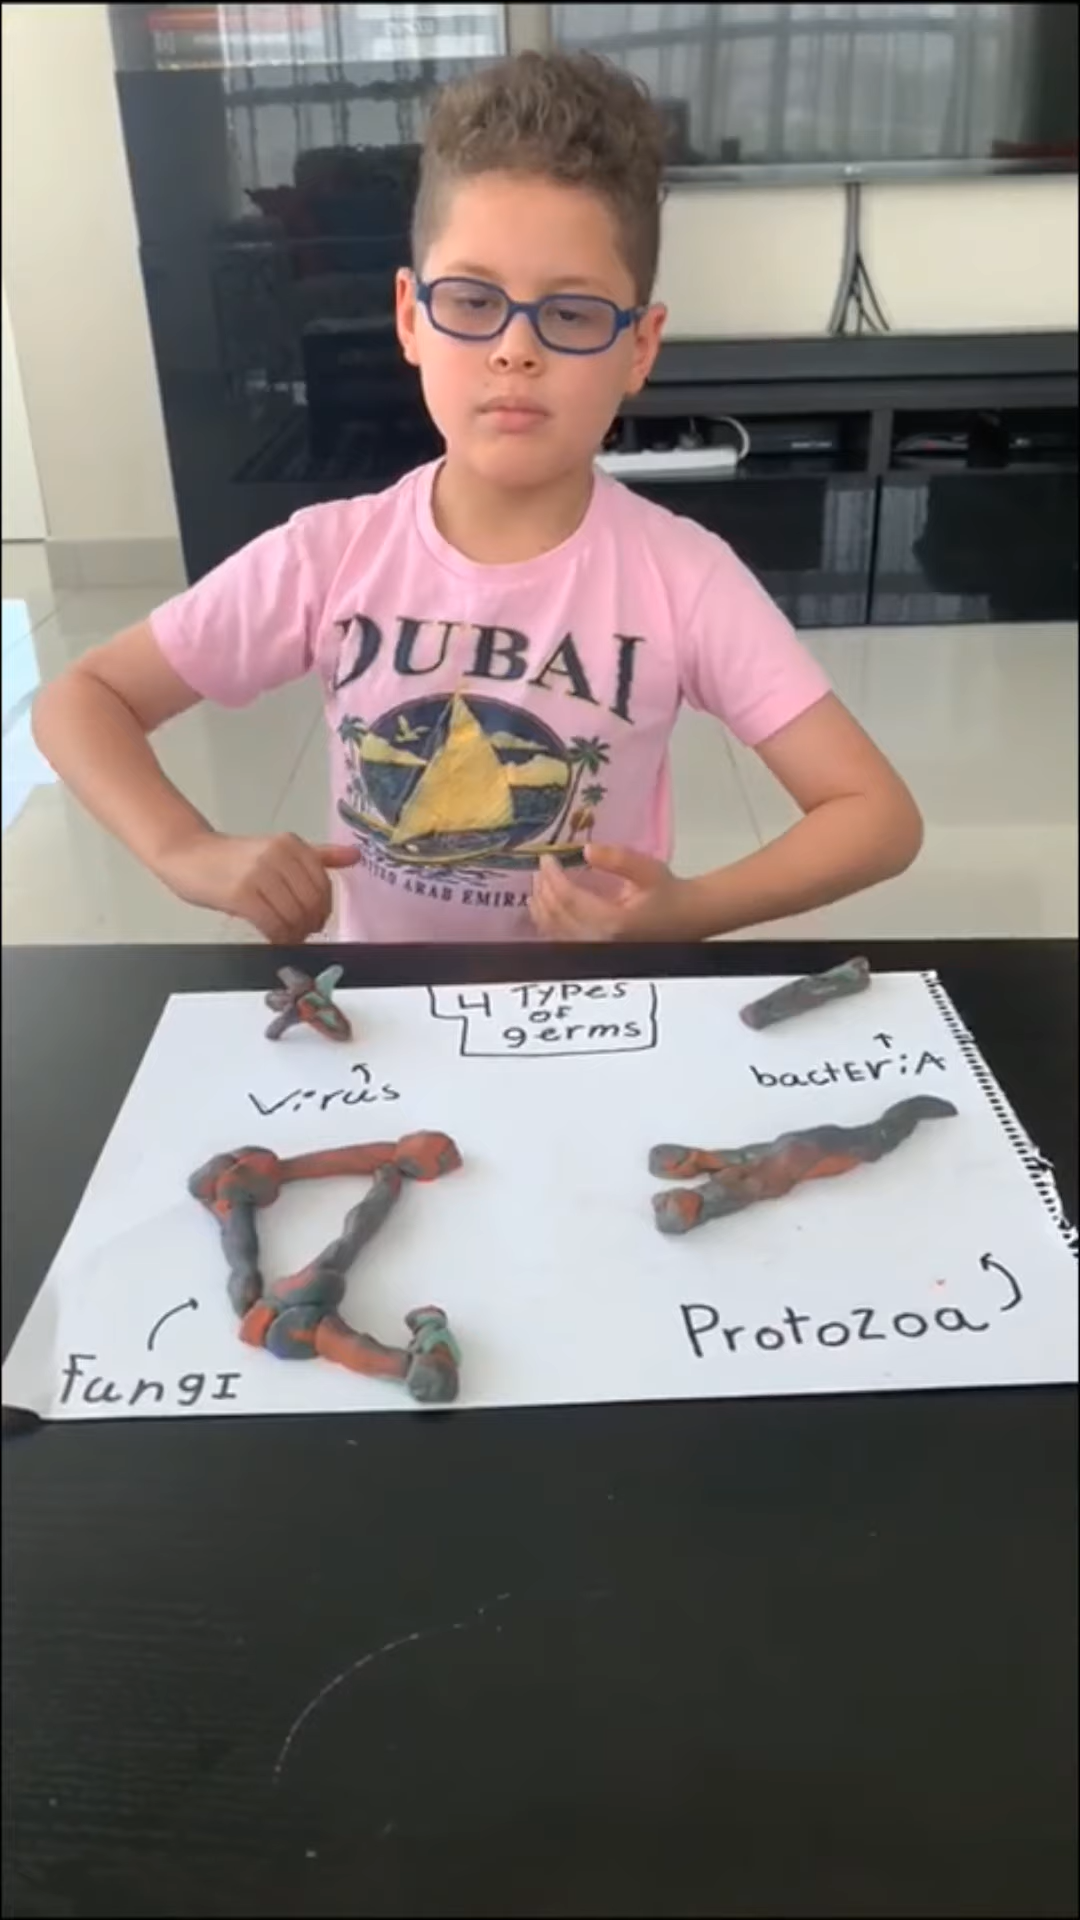 DUBAI
UNITED ARAB EMIRA
4 Types
of
germs
Virus
bactEriA
Protozoa
FungI